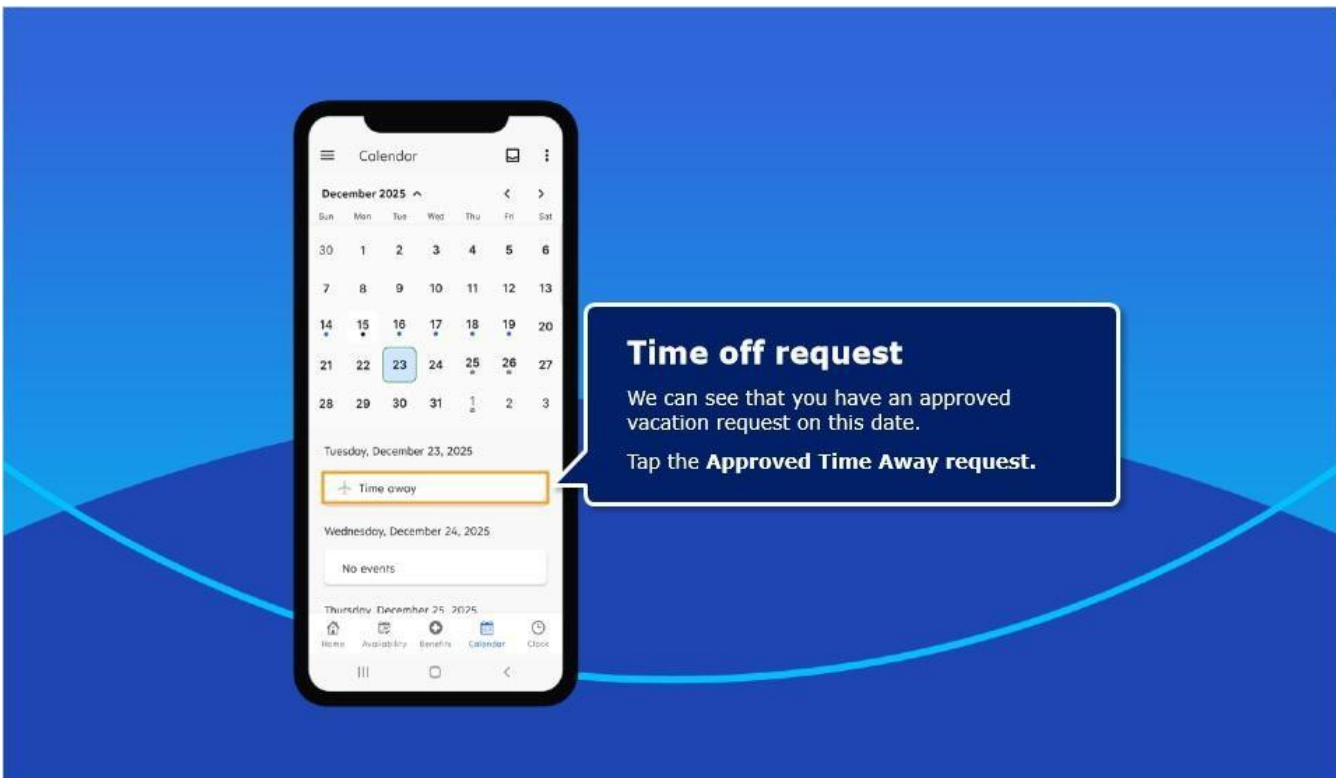 Calendar
December 2025
Sun Mon Tue Wed Thu Fri Sat
30 1 2 3 4 5 6
7 8 9 10 11 12 13
14 15 16 17 18 19 20
21 22 23 24 25 26 27
28 29 30 31 1 2 3
Tuesday, December 23, 2025
Time away
Wednesday, December 24, 2025
No events
Thursday, December 25, 2025
Home Availability Benefits Calendar Clock
Time off request
We can see that you have an approved
vacation request on this date.
Tap the Approved Time Away request.